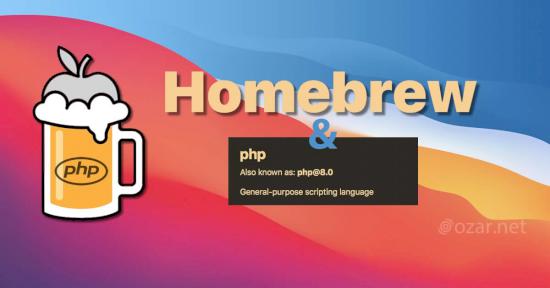 Homebrew
&
php
Also known as: php@8.0
General-purpose scripting language
php
@ozar.net